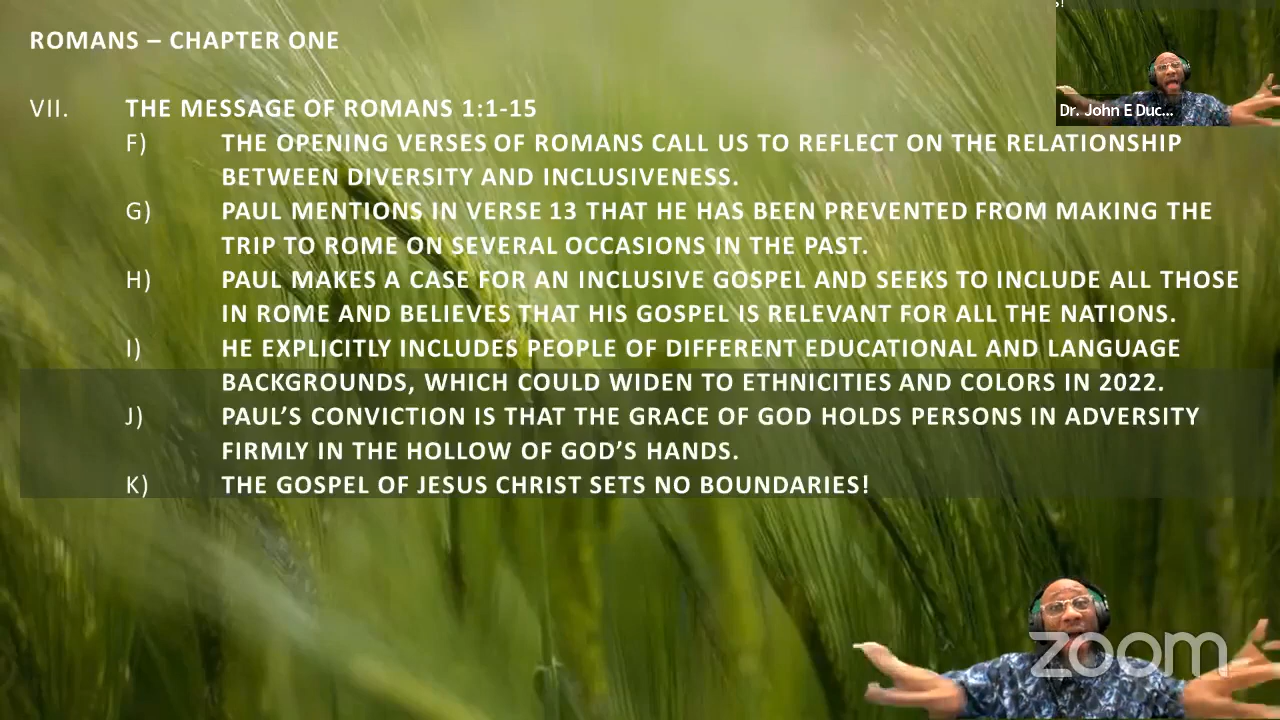 ROMANS – CHAPTER ONE
VII. THE MESSAGE OF ROMANS 1:1-15
F) THE OPENING VERSES OF ROMANS CALL US TO REFLECT ON THE RELATIONSHIP
BETWEEN DIVERSITY AND INCLUSIVENESS.
G) PAUL MENTIONS IN VERSE 13 THAT HE HAS BEEN PREVENTED FROM MAKING THE
TRIP TO ROME ON SEVERAL OCCASIONS IN THE PAST.
H) PAUL MAKES A CASE FOR AN INCLUSIVE GOSPEL AND SEEKS TO INCLUDE ALL THOSE
IN ROME AND BELIEVES THAT HIS GOSPEL IS RELEVANT FOR ALL THE NATIONS.
I) HE EXPLICITLY INCLUDES PEOPLE OF DIFFERENT EDUCATIONAL AND LANGUAGE
BACKGROUNDS, WHICH COULD WIDEN TO ETHNICITIES AND COLORS IN 2022.
J) PAUL’S CONVICTION IS THAT THE GRACE OF GOD HOLDS PERSONS IN ADVERSITY
FIRMLY IN THE HOLLOW OF GOD’S HANDS.
K) THE GOSPEL OF JESUS CHRIST SETS NO BOUNDARIES!
Dr. John E Duc...
zoom